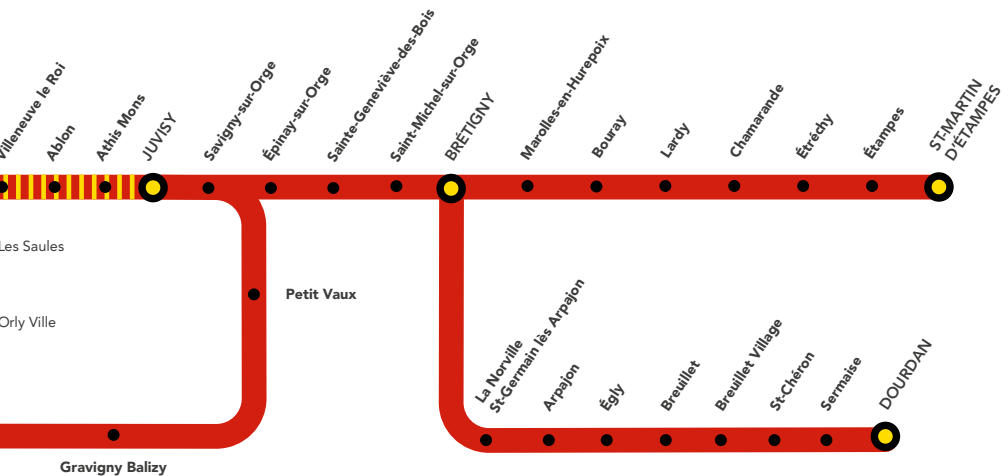 Villeneuve le Roi
Ablon
Athis Mons
JUVISY
Savigny-sur-Orge
Épinay-sur-Orge
Sainte-Geneviève-des-Bois
Saint-Michel-sur-Orge
BRÉTIGNY
Marolles-en-Hurepoix
Bouray
Lardy
Chamarande
Étréchy
Étampes
ST-MARTIN
D'ÉTAMPES
Les Saules
Petit Vaux
Orly Ville
La Norville
St-Germain lès Arpajon
Arpajon
Égly
Breuillet
Breuillet Village
St-Chéron
Sermaise
DOURDAN
Gravigny Balizy